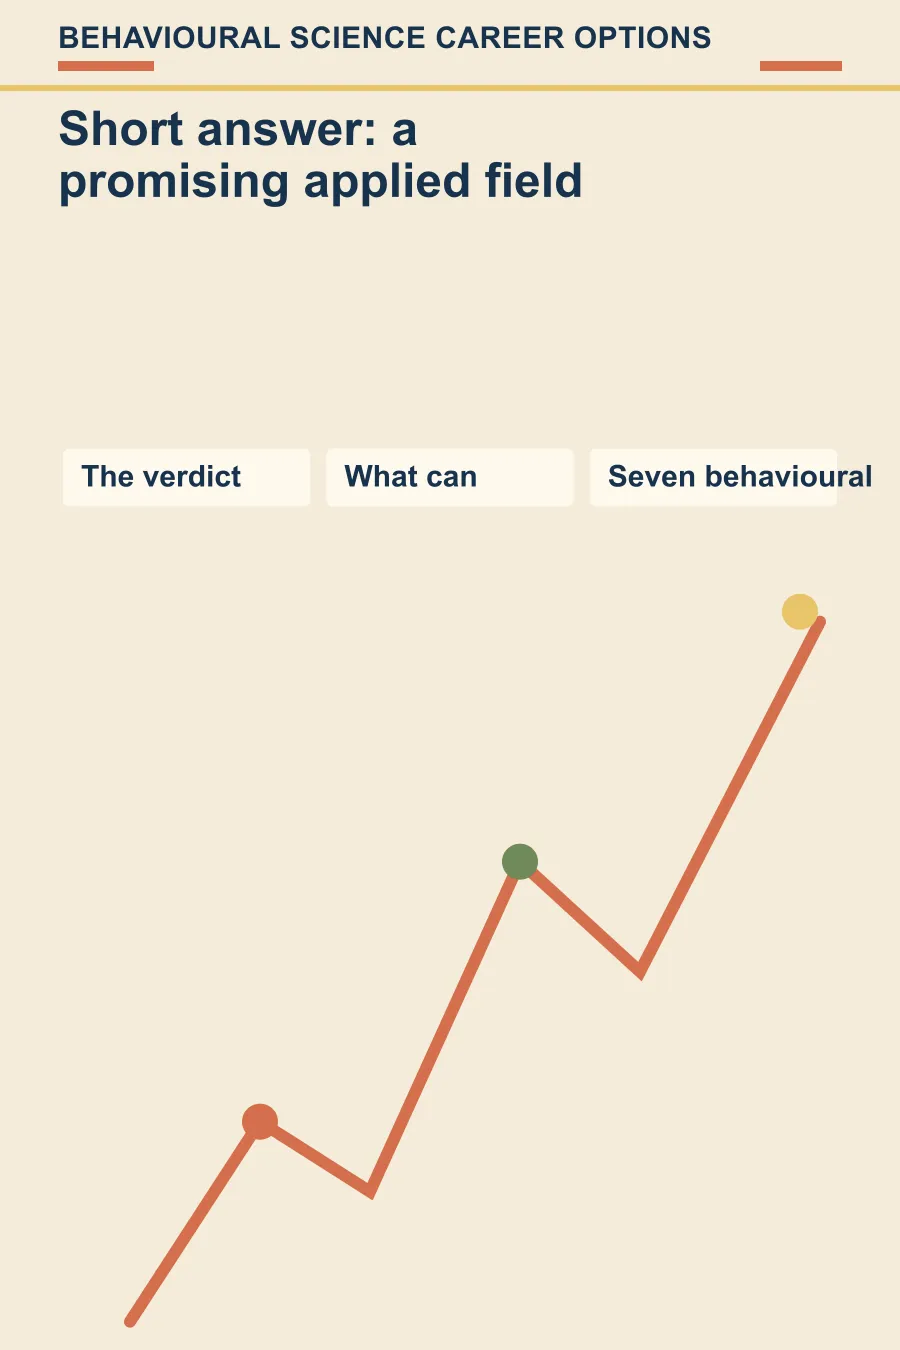 BEHAVIOURAL SCIENCE CAREER OPTIONS
Short answer: a
promising applied field
The verdict
What can
Seven behavioural